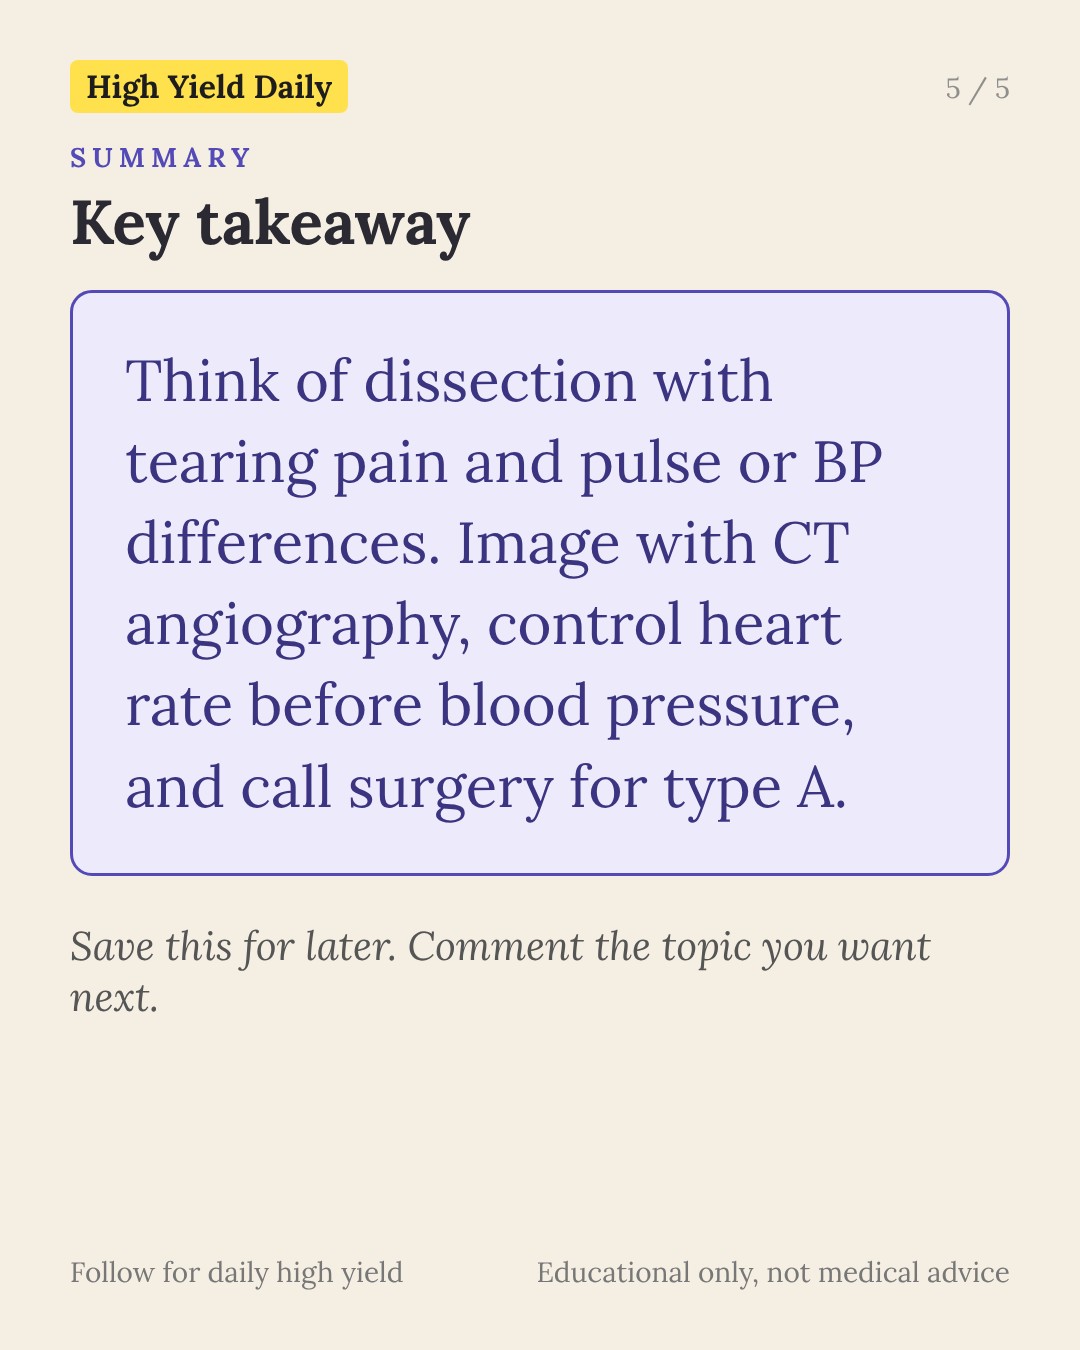 High Yield Daily
5 / 5
SUMMARY
Key takeaway
Think of dissection with
tearing pain and pulse or BP
differences. Image with CT
angiography, control heart
rate before blood pressure,
and call surgery for type A.
Save this for later. Comment the topic you want
next.
Follow for daily high yield
Educational only, not medical advice